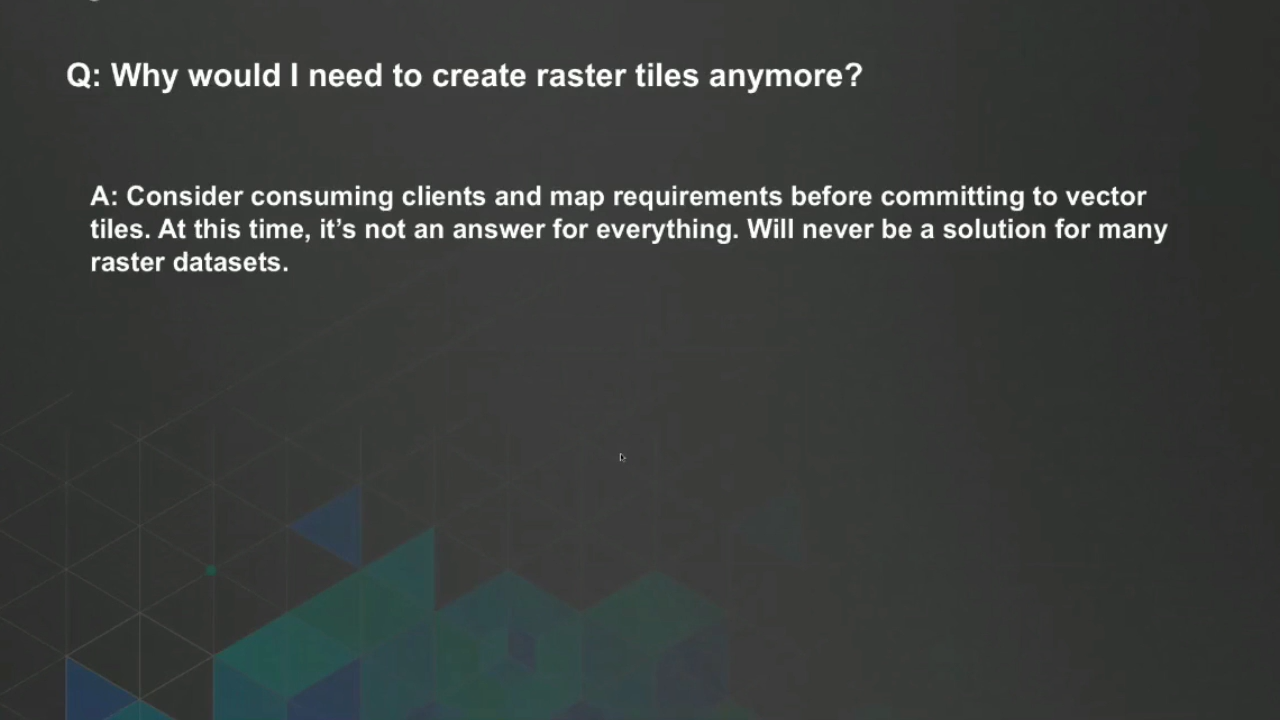 Q: Why would I need to create raster tiles anymore?
A: Consider consuming clients and map requirements before committing to vector
tiles. At this time, it’s not an answer for everything. Will never be a solution for many
raster datasets.